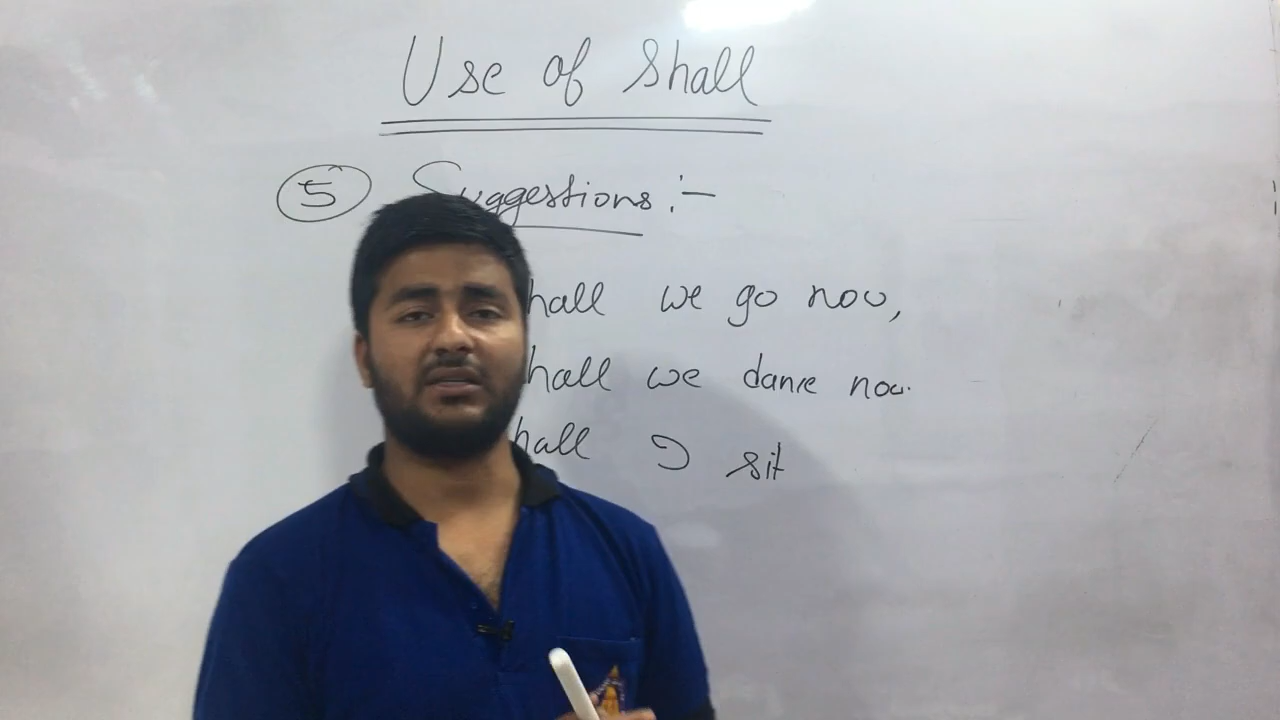 Use of Shall
5 Suggestions :-
hall we go now,
hall we dance now.
hall I sit